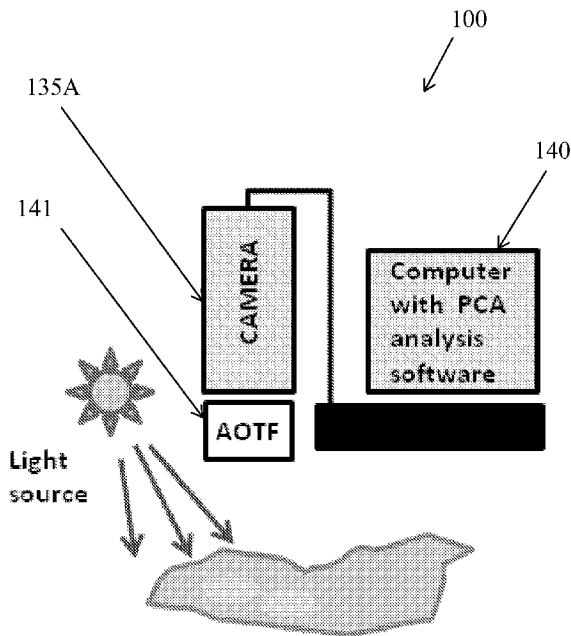 100
135A
140
141
CAMERA
Computer
with PCA
analysis
software
AOTF
Light
source